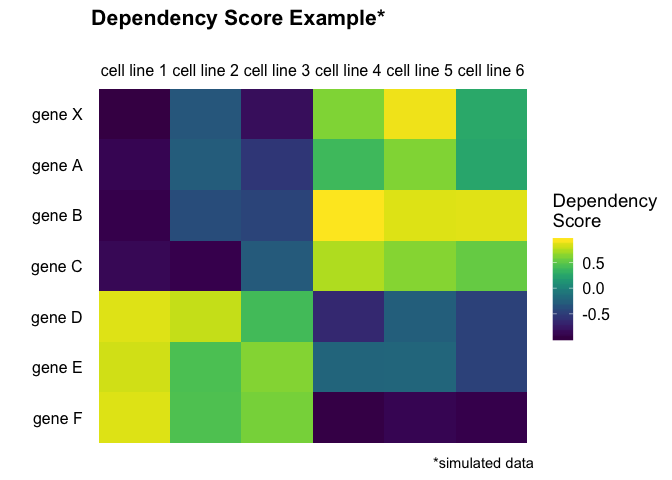 Dependency Score Example*
cell line 1 cell line 2 cell line 3 cell line 4 cell line 5 cell line 6
gene X
gene A
gene B
gene C
gene D
gene E
gene F
Dependency
Score
0.5
0.0
-0.5
*simulated data